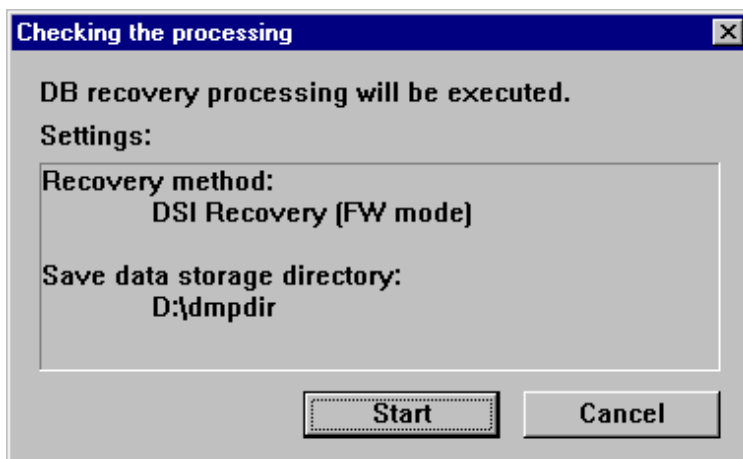 Checking the processing
DB recovery processing will be executed.
Settings:
Recovery method:
DSI Recovery (FW mode)
Save data storage directory:
D:\dmpdir
Start Cancel